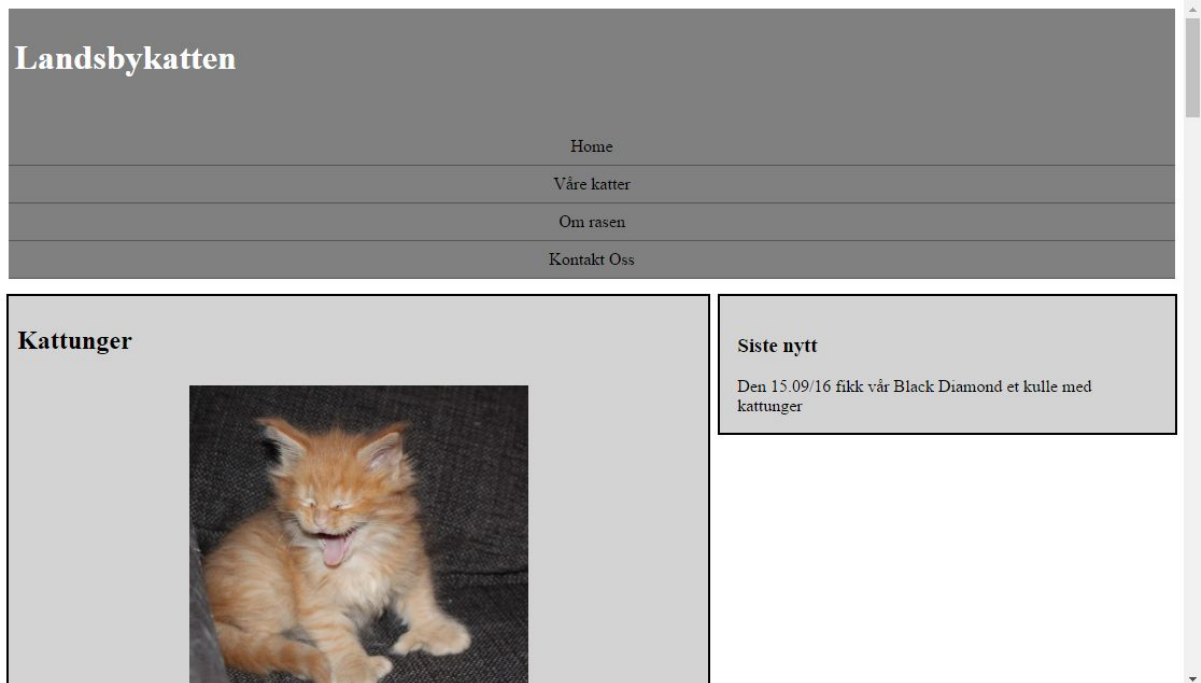 Landsbykatten
Home
Våre katter
Om rasen
Kontakt Oss
Kattunger
Siste nytt
Den 15.09/16 fikk vår Black Diamond et kulle med
kattunger